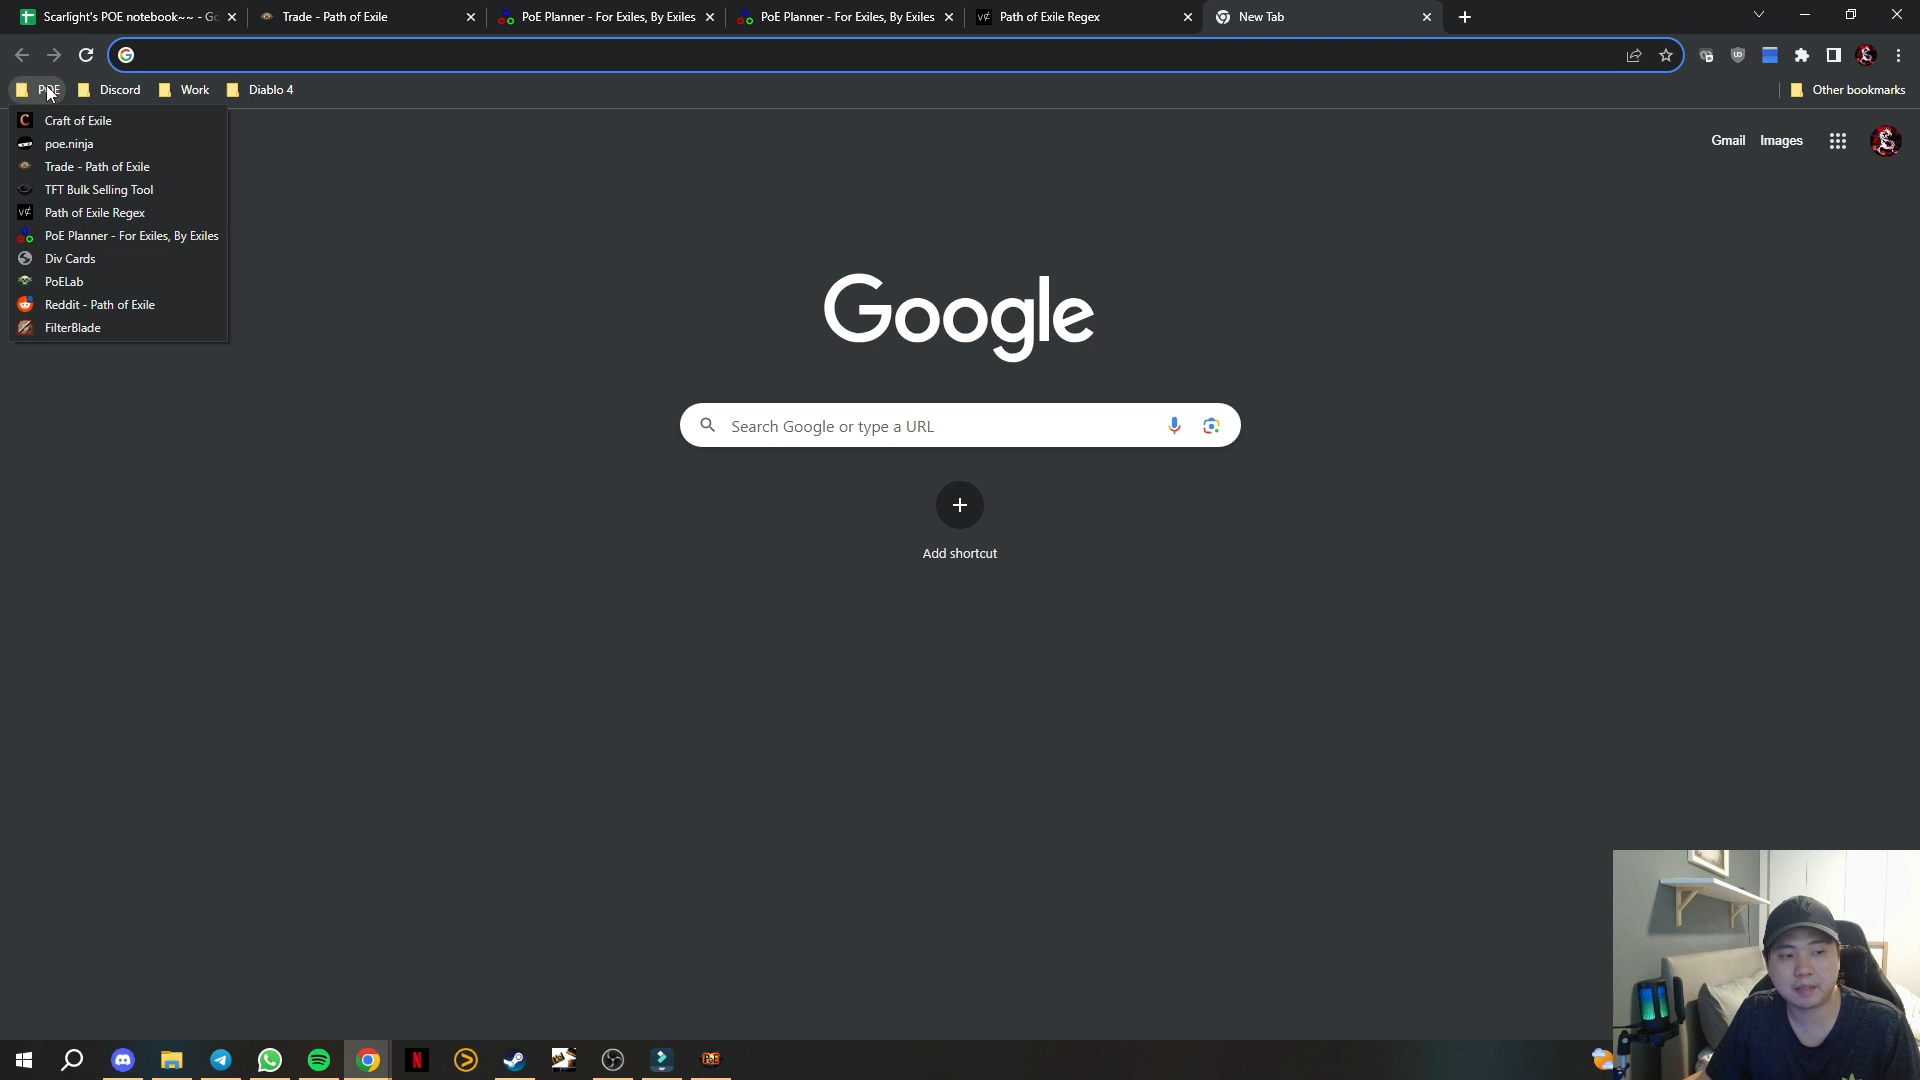 Scarlight's POE notebook~~ - Go
Trade - Path of Exile
PoE Planner - For Exiles, By Exiles
PoE Planner - For Exiles, By Exiles
Path of Exile Regex
New Tab
POE
Discord
Work
Diablo 4
Other bookmarks
Craft of Exile
poe.ninja
Trade - Path of Exile
TFT Bulk Selling Tool
Path of Exile Regex
PoE Planner - For Exiles, By Exiles
Div Cards
PoELab
Reddit - Path of Exile
FilterBlade
Gmail
Images
Google
Search Google or type a URL
Add shortcut